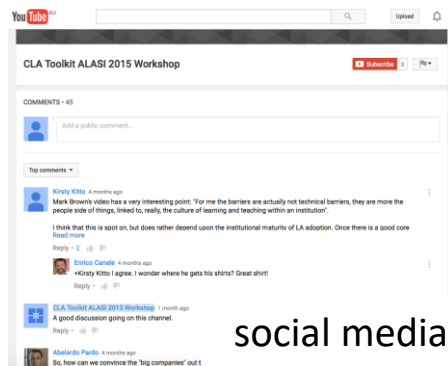 YouTube AU
Upload
CLA Toolkit ALASI 2015 Workshop
Subscribe 3
COMMENTS • 45
Add a public comment...
Top comments
Kirsty Kitto 4 months ago
Mark Brown's video has a very interesting point: "For me the barriers are actually not technical barriers, they are more the
people side of things, linked to, really, the culture of learning and teaching within an institution".
I think that this is spot on, but does rather depend upon the institutional maturity of LA adoption. Once there is a good core
Read more
Reply • 2
Enrico Canale 4 months ago
+Kirsty Kitto I agree. I wonder where he gets his shirts? Great shirt!
Reply •
CLA Toolkit ALASI 2015 Workshop 1 month ago
A good discussion going on this channel.
Reply •
social media
Abelardo Pardo 4 months ago
So, how can we convince the "big companies" out t